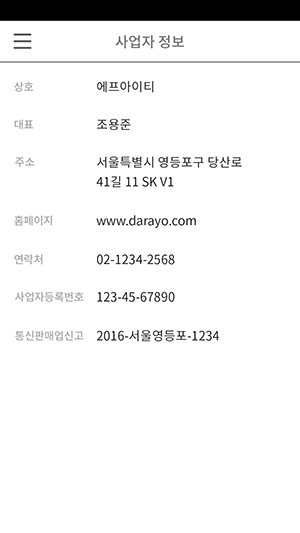 사업자 정보
상호 에프아이티
대표 조용준
주소 서울특별시 영등포구 당산로
41길 11 SK V1
홈페이지 www.darayo.com
연락처 02-1234-2568
사업자등록번호 123-45-67890
통신판매업신고 2016-서울영등포-1234